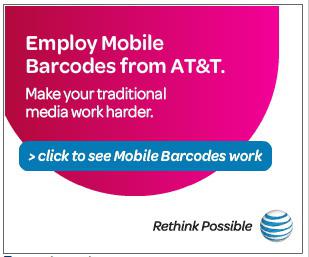 Employ Mobile
Barcodes from AT&T.
Make your traditional
media work harder.
> click to see Mobile Barcodes work
Rethink Possible